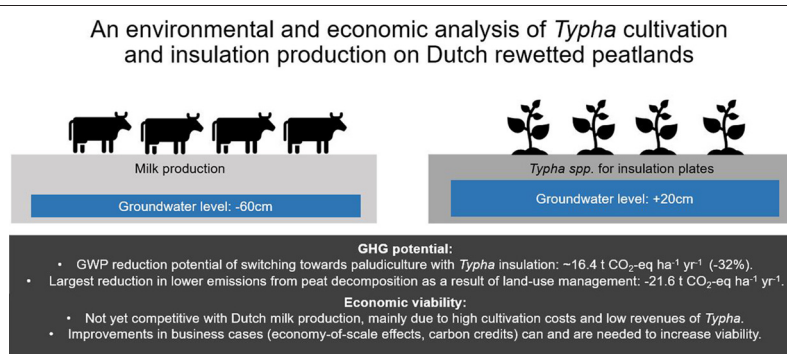 An environmental and economic analysis of Typha cultivation
and insulation production on Dutch rewetted peatlands
Milk production
Groundwater level: -60cm
Typha spp. for insulation plates
Groundwater level: +20cm
GHG potential:
• GWP reduction potential of switching towards paludiculture with Typha insulation: ~16.4 t CO₂-eq ha⁻¹ yr⁻¹ (-32%).
• Largest reduction in lower emissions from peat decomposition as a result of land-use management: -21.6 t CO₂-eq ha⁻¹ yr⁻¹.
Economic viability:
• Not yet competitive with Dutch milk production, mainly due to high cultivation costs and low revenues of Typha.
• Improvements in business cases (economy-of-scale effects, carbon credits) can and are needed to increase viability.